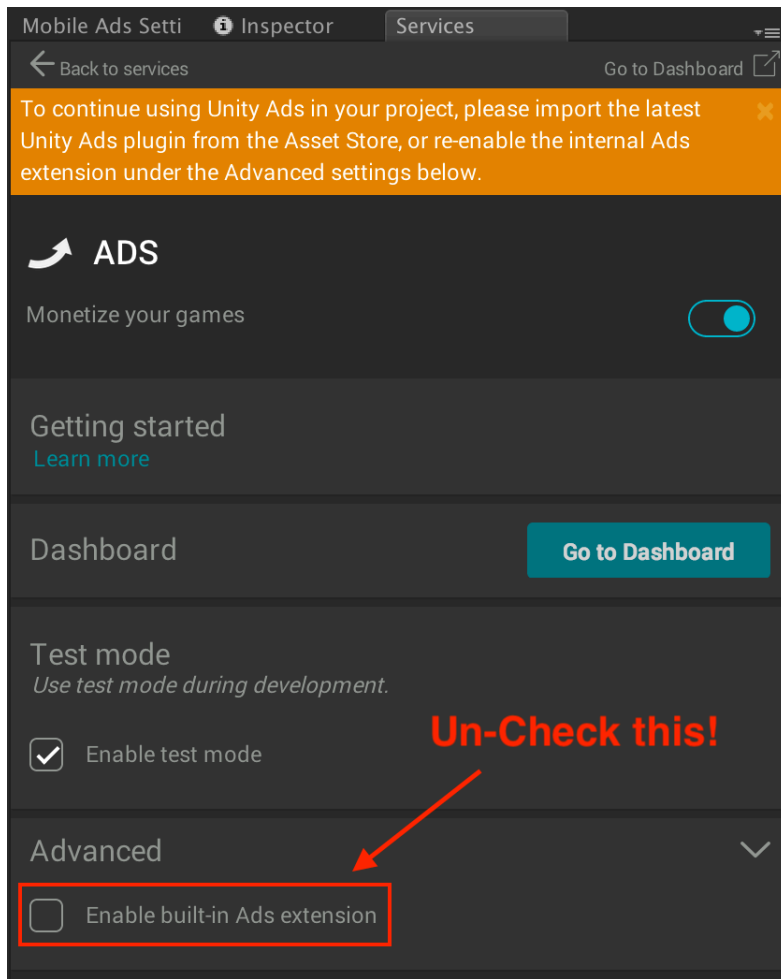 Mobile Ads Setti Inspector Services
Back to services Go to Dashboard
To continue using Unity Ads in your project, please import the latest
Unity Ads plugin from the Asset Store, or re-enable the internal Ads
extension under the Advanced settings below.
ADS
Monetize your games
Getting started
Learn more
Dashboard Go to Dashboard
Test mode
Use test mode during development.
Un-Check this!
Enable test mode
Advanced
Enable built-in Ads extension